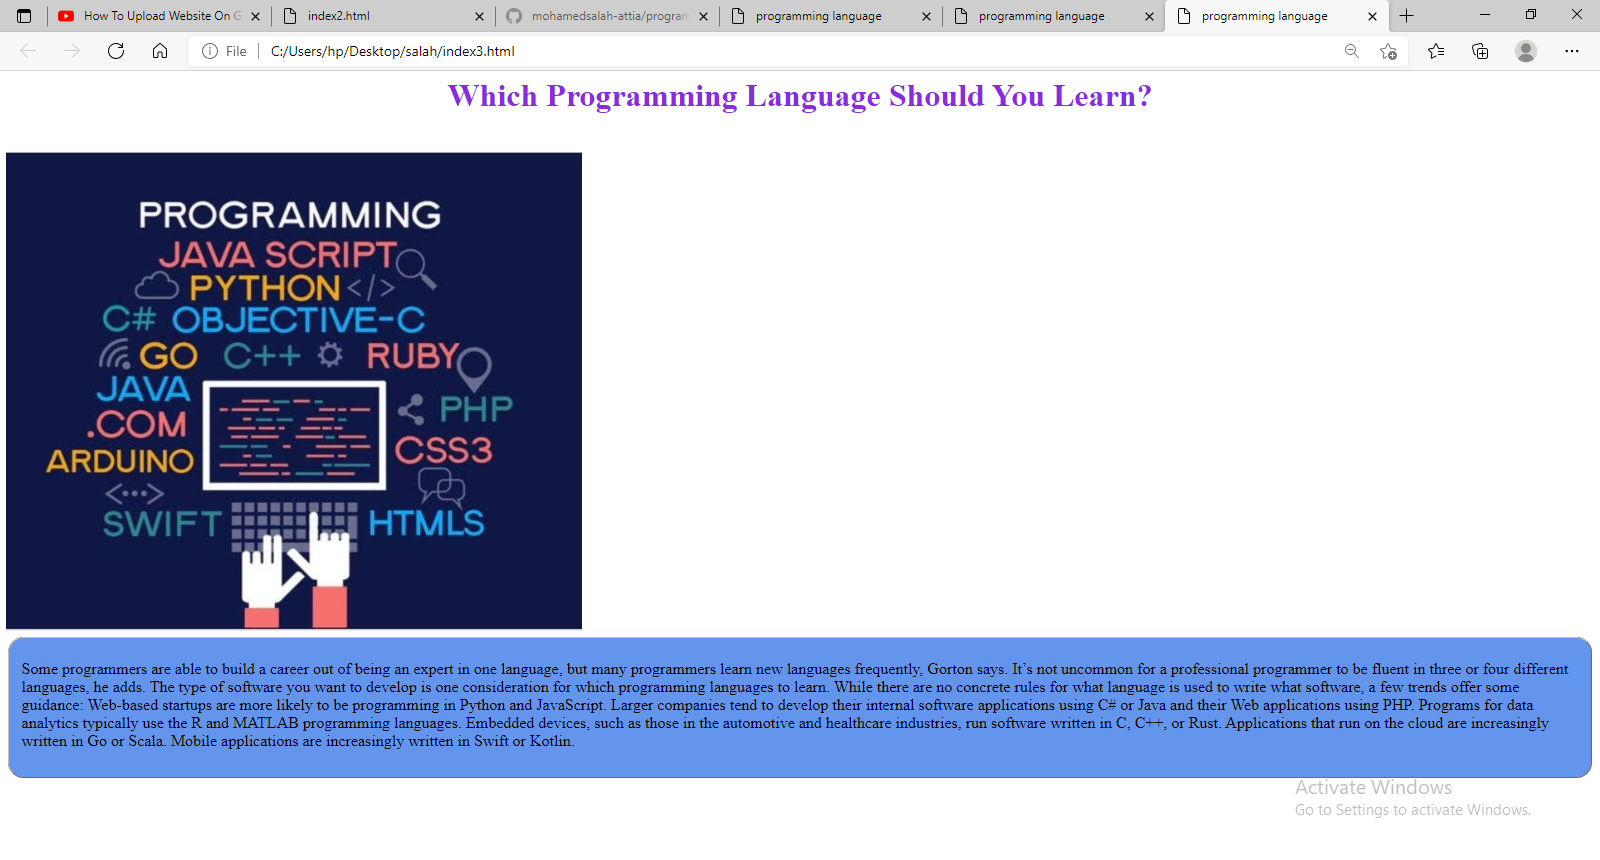 How To Upload Website On G
index2.html
mohamedsalah-attia/program
programming language
programming language
programming language
File
C:/Users/hp/Desktop/salah/index3.html
Which Programming Language Should You Learn?
PROGRAMMING
JAVA SCRIPT
PYTHON </>
C# OBJECTIVE-C
GO C++ RUBY
JAVA
PHP
.COM
CSS3
ARDUINO
<···>
SWIFT
HTMLS
Some programmers are able to build a career out of being an expert in one language, but many programmers learn new languages frequently, Gorton says. It’s not uncommon for a professional programmer to be fluent in three or four different
languages, he adds. The type of software you want to develop is one consideration for which programming languages to learn. While there are no concrete rules for what language is used to write what software, a few trends offer some
guidance: Web-based startups are more likely to be programming in Python and JavaScript. Larger companies tend to develop their internal software applications using C# or Java and their Web applications using PHP. Programs for data
analytics typically use the R and MATLAB programming languages. Embedded devices, such as those in the automotive and healthcare industries, run software written in C, C++, or Rust. Applications that run on the cloud are increasingly
written in Go or Scala. Mobile applications are increasingly written in Swift or Kotlin.
Activate Windows
Go to Settings to activate Windows.